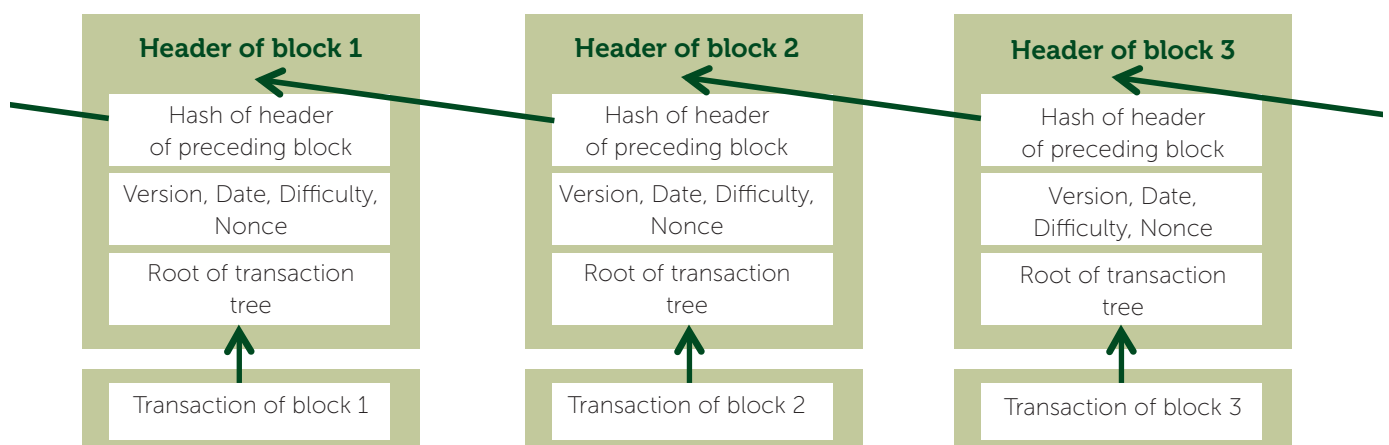 Header of block 1
Hash of header
of preceding block
Version, Date, Difficulty,
Nonce
Root of transaction
tree
Transaction of block 1
Header of block 2
Hash of header
of preceding block
Version, Date, Difficulty,
Nonce
Root of transaction
tree
Transaction of block 2
Header of block 3
Hash of header
of preceding block
Version, Date,
Difficulty, Nonce
Root of transaction
tree
Transaction of block 3